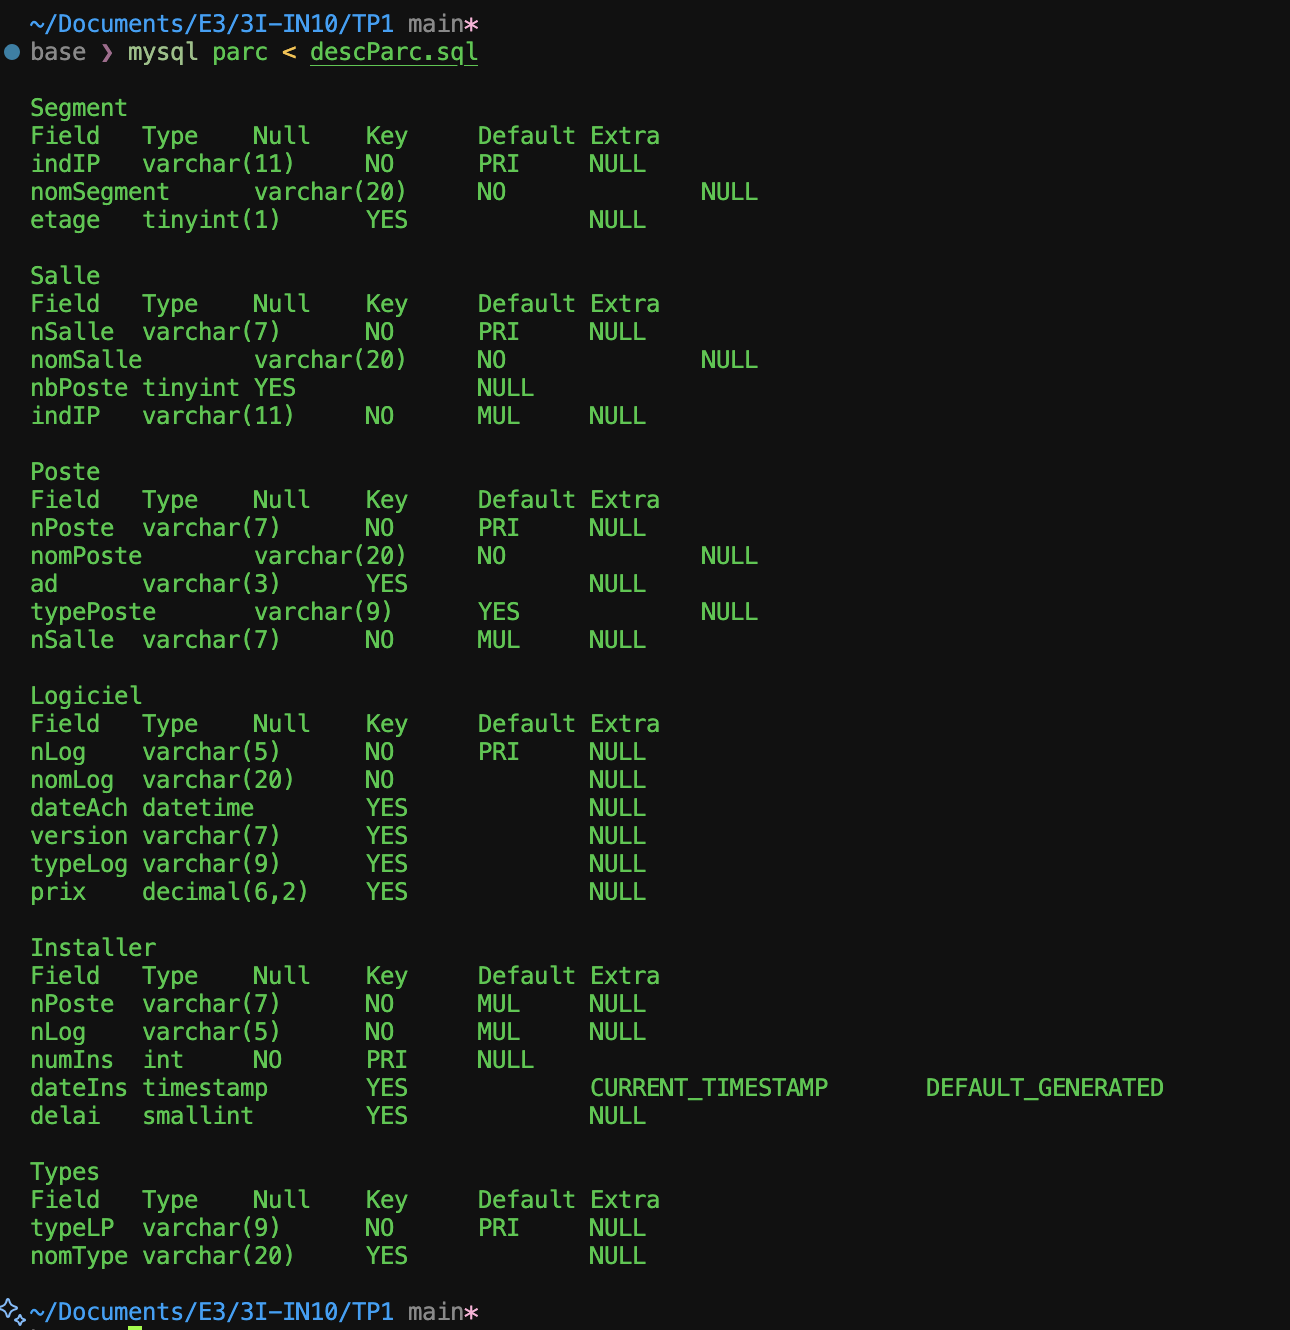 ~/Documents/E3/3I-IN10/TP1 main*
base ❯ mysql parc < descParc.sql
Segment
Field Type Null Key Default Extra
indIP varchar(11) NO PRI NULL
nomSegment varchar(20) NO NULL
etage tinyint(1) YES NULL
Salle
Field Type Null Key Default Extra
nSalle varchar(7) NO PRI NULL
nomSalle varchar(20) NO NULL
nbPoste tinyint YES NULL
indIP varchar(11) NO MUL NULL
Poste
Field Type Null Key Default Extra
nPoste varchar(7) NO PRI NULL
nomPoste varchar(20) NO NULL
ad varchar(3) YES NULL
typePoste varchar(9) YES NULL
nSalle varchar(7) NO MUL NULL
Logiciel
Field Type Null Key Default Extra
nLog varchar(5) NO PRI NULL
nomLog varchar(20) NO NULL
dateAch datetime YES NULL
version varchar(7) YES NULL
typeLog varchar(9) YES NULL
prix decimal(6,2) YES NULL
Installer
Field Type Null Key Default Extra
nPoste varchar(7) NO MUL NULL
nLog varchar(5) NO MUL NULL
numIns int NO PRI NULL
dateIns timestamp YES CURRENT_TIMESTAMP DEFAULT_GENERATED
delai smallint YES NULL
Types
Field Type Null Key Default Extra
typeLP varchar(9) NO PRI NULL
nomType varchar(20) YES NULL
~/Documents/E3/3I-IN10/TP1 main*